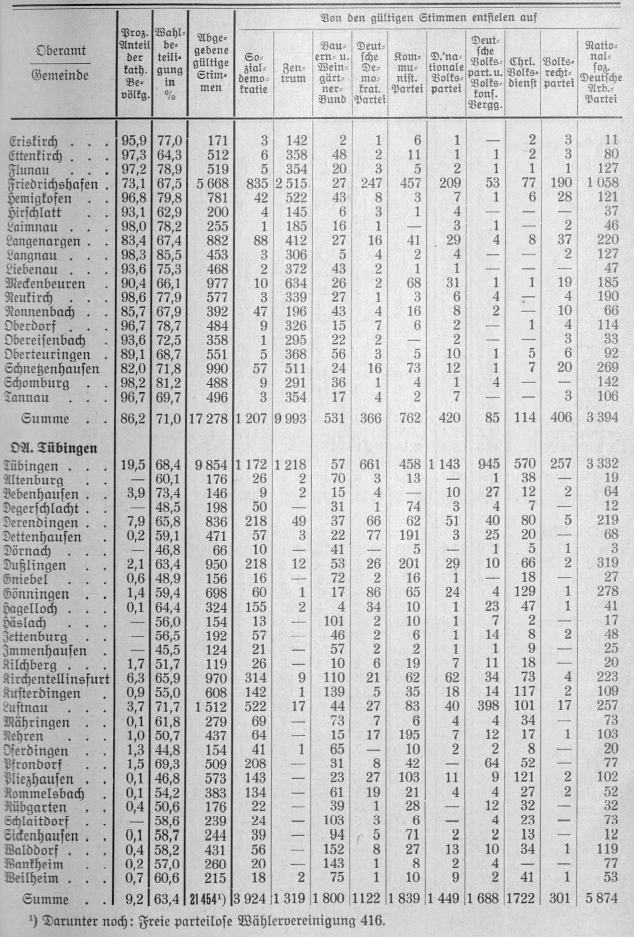 Oberamt
Gemeinde
Proz. Anteil der kath. Bevölkg.
Wahlbeteiligung in %
Abgegebene gültige Stimmen
Von den gültigen Stimmen entfielen auf
Sozialdemokratie
Zentrum
Bauern- u. Weingärtner-Bund
Deutsche Demokrat. Partei
Kommunist. Partei
D.'nationale Volkspartei
Deutsche Volkspart. u. Volkskons. Vergg.
Chrl. Volksdienst
Volksrechtpartei
National-soz. Deutsche Arb.-Partei
Eriskirch . . . 95,9 77,0 171 3 142 2 1 6 1 — 2 3 11
Ettenkirch . . . 97,3 64,3 512 6 358 48 2 11 1 1 2 3 80
Flunau . . . 97,2 78,9 519 5 354 20 3 5 2 1 1 1 127
Friedrichshafen . 73,1 67,5 5 668 835 2 515 27 247 457 209 53 77 190 1 058
Hemigkofen . . 96,8 79,8 781 42 522 43 8 3 7 1 6 28 121
Hirschlatt . . 93,1 62,9 200 4 145 6 3 1 4 — — — 37
Laimnau . . . 98,0 78,2 255 1 185 16 1 — 3 1 — 2 46
Langenargen . . 83,4 67,4 882 88 412 27 16 41 29 4 8 37 220
Langnau . . . 98,3 85,5 453 3 306 5 4 2 4 — — 2 127
Liebenau . . . 93,6 75,3 468 2 372 43 2 1 1 — — — 47
Meckenbeuren . 90,4 66,1 977 10 634 26 2 68 31 1 1 19 185
Neukirch . . . 98,6 77,9 577 3 339 27 1 3 6 4 — 4 190
Nonnenbach . . 85,7 67,9 392 47 196 43 4 16 8 2 — 10 66
Oberdorf . . . 96,7 78,7 484 9 326 15 7 6 2 — 1 4 114
Obereisenbach . 93,6 72,5 358 1 295 22 2 — 2 — — 3 33
Oberteuringen . 89,1 68,7 551 5 368 56 3 5 10 1 5 6 92
Schnetzenhausen 82,0 71,8 990 57 511 24 16 73 12 1 7 20 269
Schomburg . . 98,2 81,2 488 9 291 36 1 4 1 4 — — 142
Tannau . . . 96,7 69,7 496 3 354 17 4 2 7 — — 3 106
Summe . . 86,2 71,0 17 278 1 207 9 993 531 366 762 420 85 114 406 3 394
OA. Tübingen
Tübingen . . . 19,5 68,4 9 854 1 172 1 218 57 661 458 1 143 945 570 257 3 332
Altenburg . . — 60,1 176 26 2 70 3 13 — 1 38 — 19
Bebenhausen . . 3,9 73,4 146 9 2 15 4 — 10 27 12 2 64
Degerschlacht . . — 48,5 198 50 — 31 1 74 3 4 7 — 12
Derendingen . . 7,9 65,8 836 218 49 37 66 62 51 40 80 5 219
Dettenhausen . . 0,2 59,1 471 57 3 22 77 191 3 25 20 — 68
Dörnach . . . — 46,8 66 10 — 41 — 5 — 1 5 1 3
Dußlingen . . 2,1 63,4 950 218 12 53 26 201 29 10 66 2 319
Gniebel . . . 0,6 48,9 156 16 — 72 2 16 1 — 18 — 27
Gönningen . . 1,4 59,4 698 60 1 17 86 65 24 4 129 1 278
Hagelloch . . . 0,1 64,4 324 155 2 4 34 10 1 23 47 1 41
Häslach . . . — 56,0 154 13 — 101 2 10 1 7 2 — 17
Jettenburg . . — 56,5 192 57 — 46 2 6 1 14 8 2 48
Immenhausen . . — 45,5 124 21 — 57 2 2 1 1 9 — 25
Kilchberg . . . 1,7 51,7 119 26 — 10 6 19 7 11 18 — 20
Kirchentellinsfurt 6,3 65,9 970 314 9 110 21 62 62 34 73 4 223
Kusterdingen . . 0,9 55,0 608 142 1 139 5 35 18 14 117 2 109
Lustnau . . . 3,7 71,7 1 512 522 17 44 27 83 40 398 101 17 257
Mähringen . . 0,1 61,8 279 69 — 73 7 6 4 4 34 — 73
Nehren . . . 1,0 50,7 437 64 — 15 17 195 7 12 17 1 103
Oferdingen . . 1,3 44,8 154 41 1 65 — 10 2 2 8 — 20
Pfrondorf . . 1,5 69,3 509 208 — 31 8 42 — 64 52 — 77
Pliezhausen . . 0,1 46,8 573 143 — 23 27 103 11 9 121 2 102
Rommelsbach . . 0,1 54,2 383 134 — 61 19 21 4 4 27 2 52
Rübgarten . . 0,4 50,6 176 22 — 39 1 28 — 12 32 — 32
Schlaitdorf . . — 58,6 239 24 — 103 3 6 — 4 23 — 73
Sickenhausen . . 0,1 58,7 244 39 — 94 5 71 2 2 13 — 12
Walddorf . . . 0,4 58,2 431 56 — 152 8 27 13 10 34 1 119
Wankheim . . 0,2 57,0 260 20 — 143 1 8 2 4 — — 77
Weilheim . . . 0,7 60,6 215 18 2 75 1 10 9 2 41 1 53
Summe . . 9,2 63,4 21 454¹) 3 924 1 319 1 800 1122 1 839 1 449 1 688 1722 301 5 874
¹) Darunter noch: Freie parteilose Wählervereinigung 416.